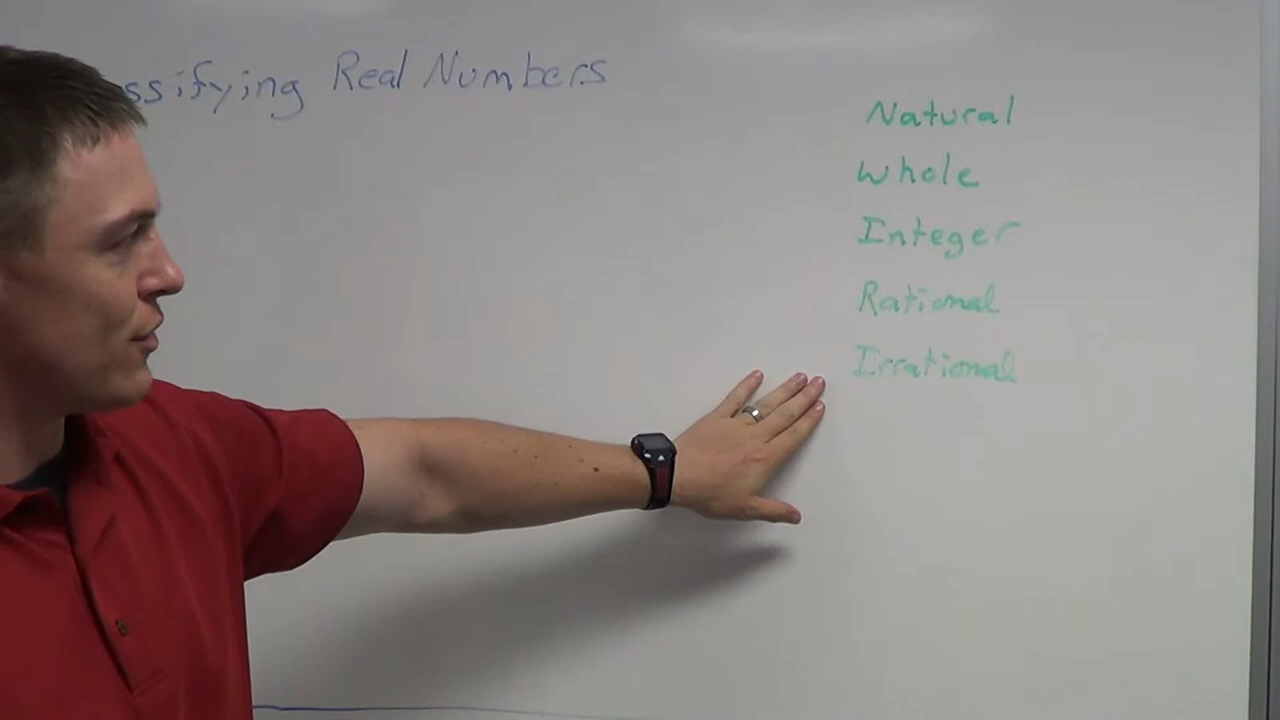 ssifying Real Numbers
Natural
Whole
Integer
Rational
Irrational